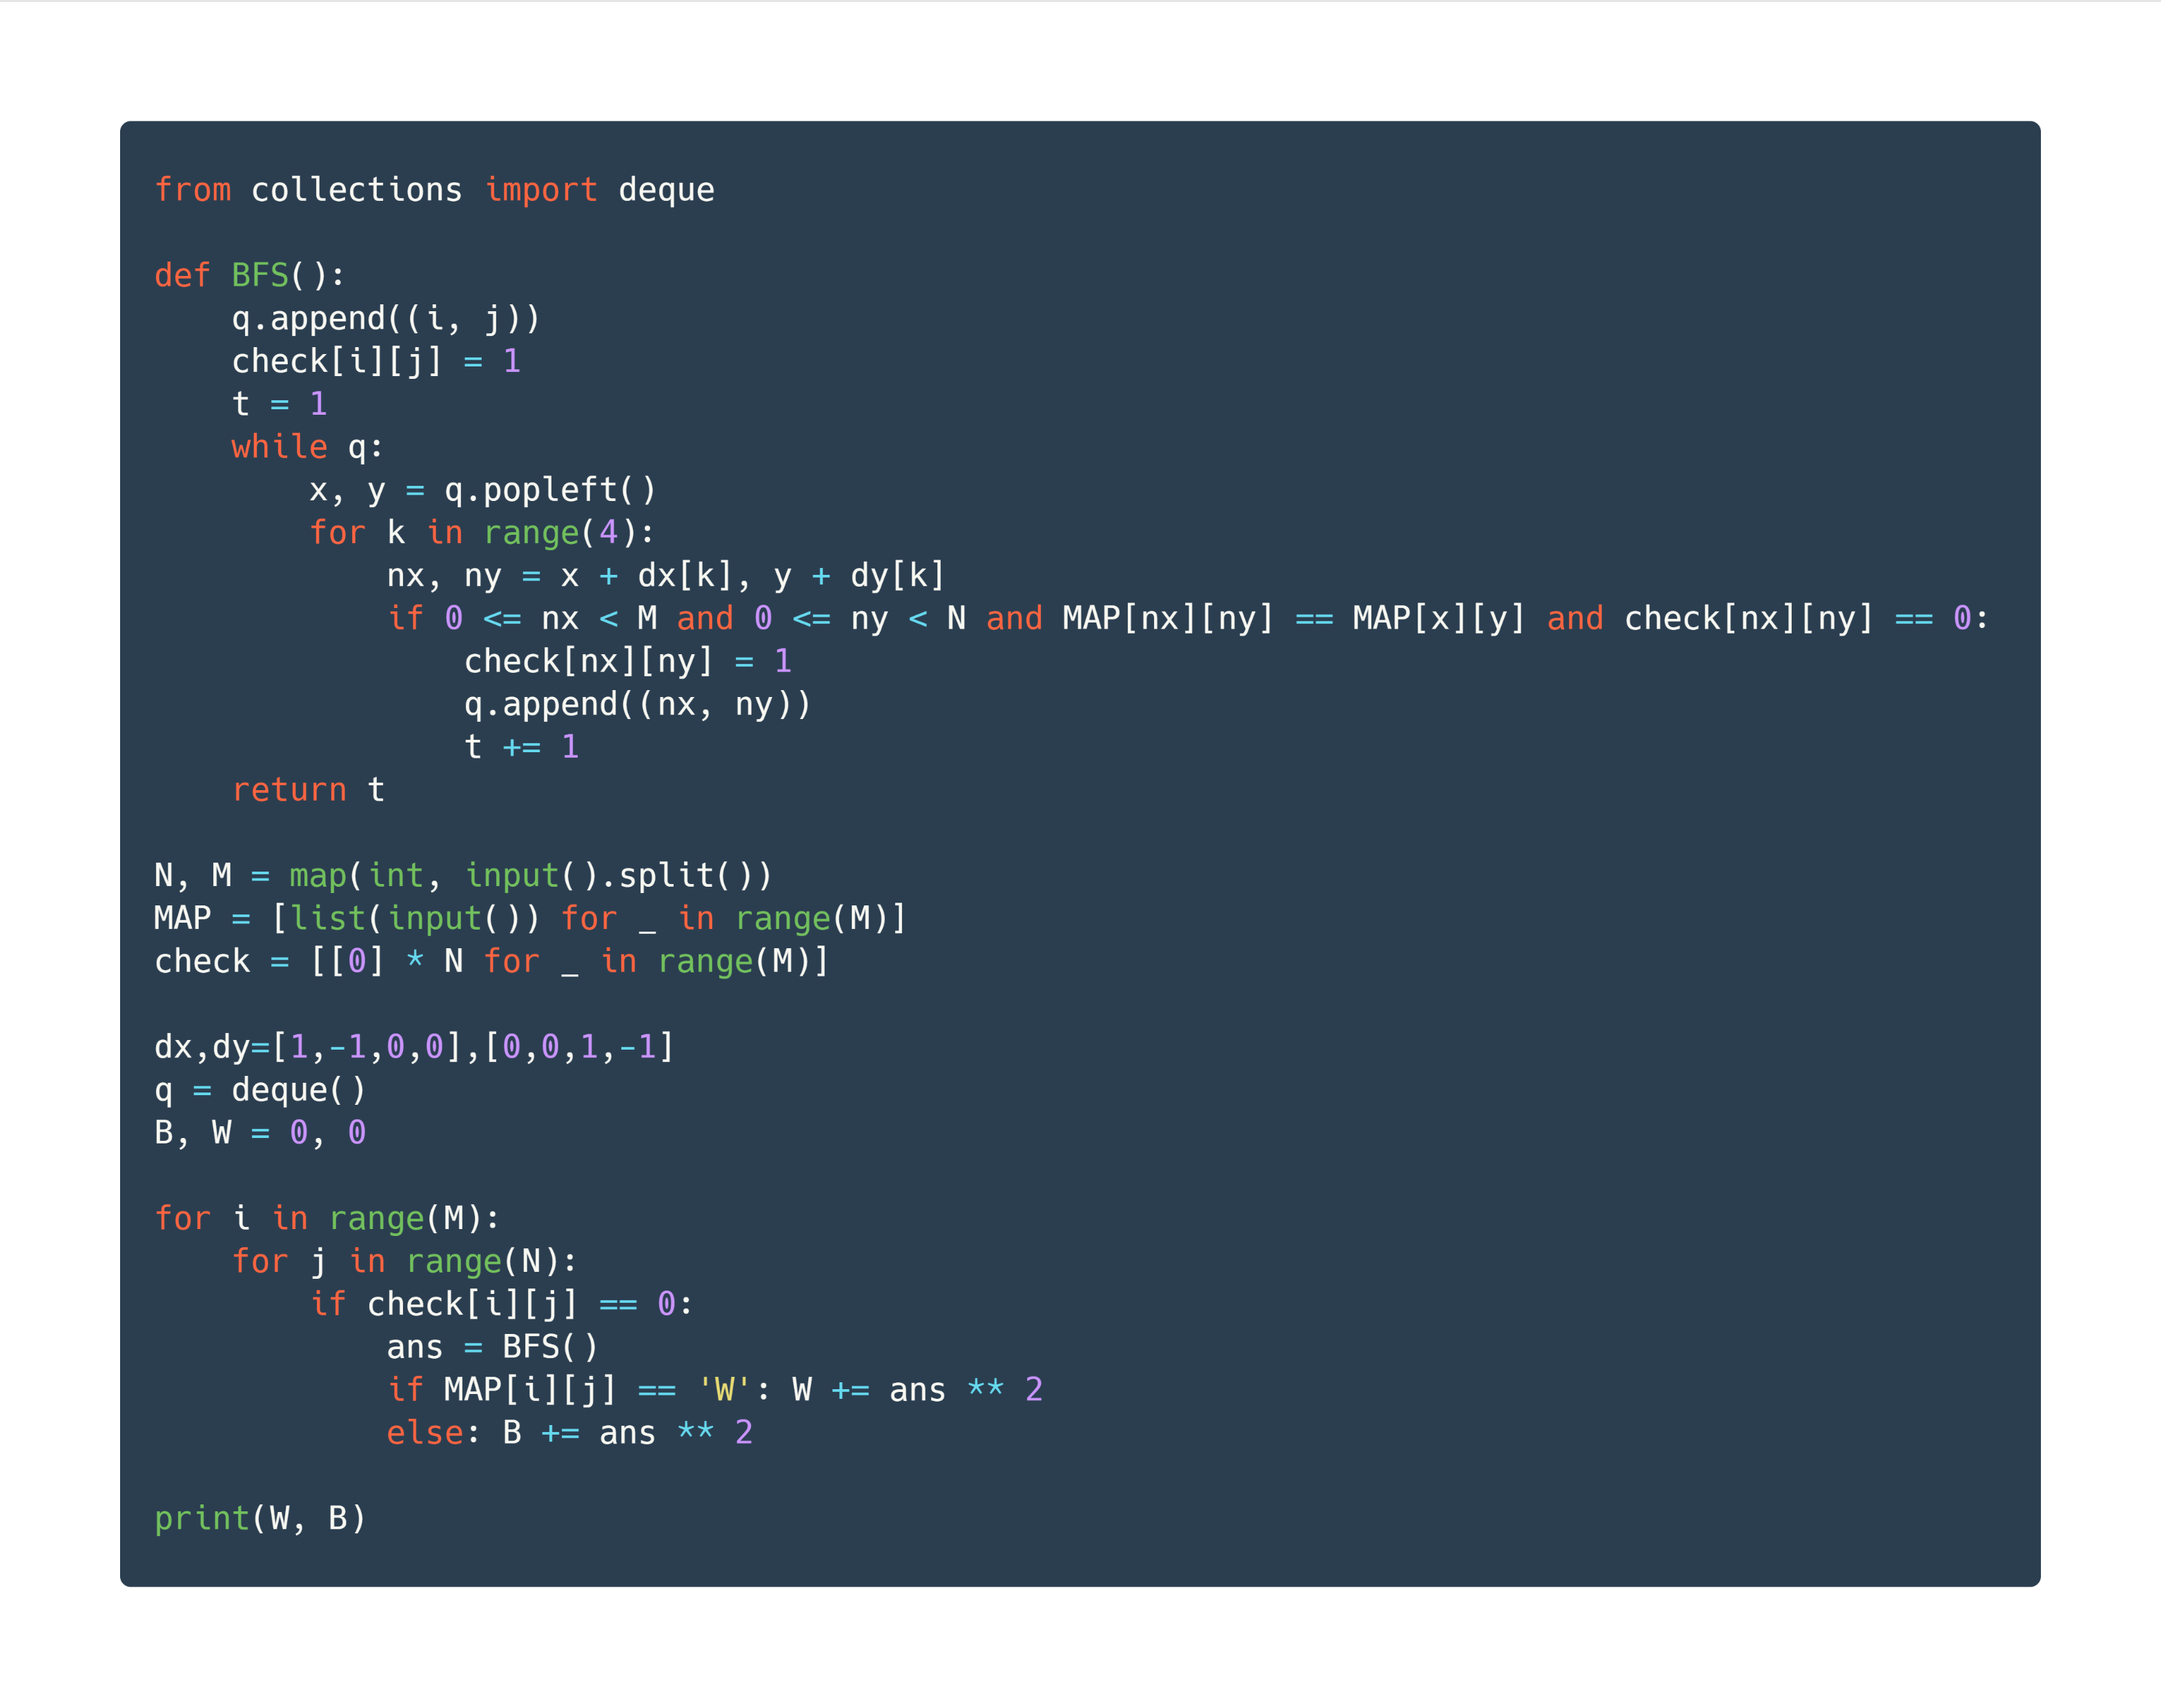 from collections import deque

def BFS():
    q.append((i, j))
    check[i][j] = 1
    t = 1
    while q:
        x, y = q.popleft()
        for k in range(4):
            nx, ny = x + dx[k], y + dy[k]
            if 0 <= nx < M and 0 <= ny < N and MAP[nx][ny] == MAP[x][y] and check[nx][ny] == 0:
                check[nx][ny] = 1
                q.append((nx, ny))
                t += 1
    return t

N, M = map(int, input().split())
MAP = [list(input()) for _ in range(M)]
check = [[0] * N for _ in range(M)]

dx,dy=[1,-1,0,0],[0,0,1,-1]
q = deque()
B, W = 0, 0

for i in range(M):
    for j in range(N):
        if check[i][j] == 0:
            ans = BFS()
            if MAP[i][j] == 'W': W += ans ** 2
            else: B += ans ** 2

print(W, B)